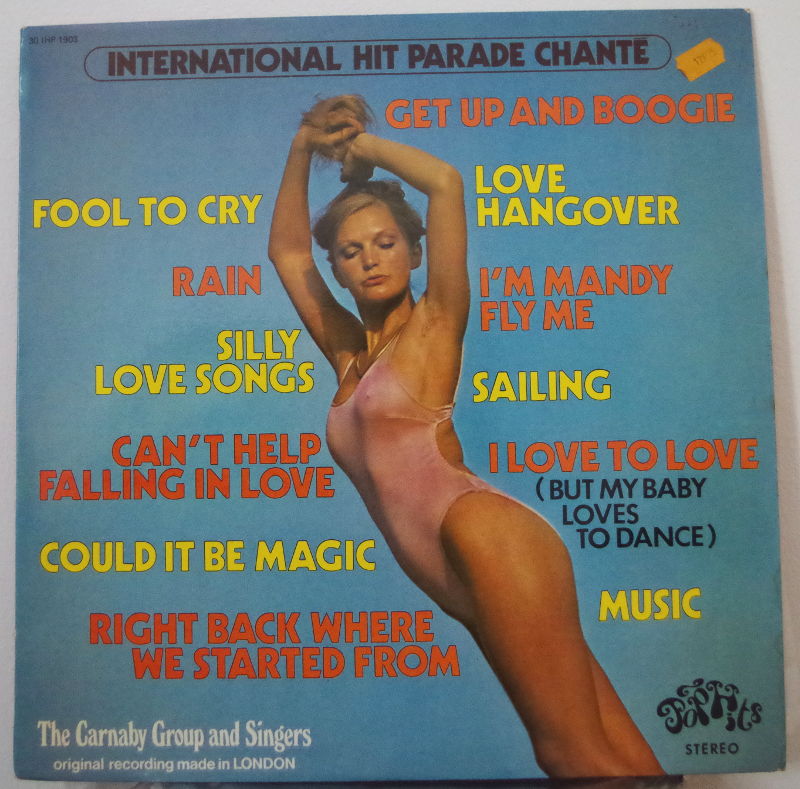 30 IHP 1903
INTERNATIONAL HIT PARADE CHANTÉ
GET UP AND BOOGIE
FOOL TO CRY
LOVE
HANGOVER
RAIN
I'M MANDY
FLY ME
SILLY
LOVE SONGS
SAILING
CAN'T HELP
FALLING IN LOVE
I LOVE TO LOVE
(BUT MY BABY
LOVES
TO DANCE)
COULD IT BE MAGIC
MUSIC
RIGHT BACK WHERE
WE STARTED FROM
The Carnaby Group and Singers
original recording made in LONDON
Pop Hits
STEREO